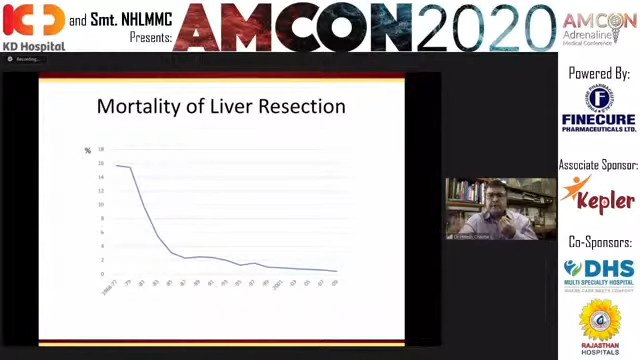 KD
KD Hospital
and Smt. NHLMMC
Presents:
AMCON2020
AMCON
Adrenaline
Medical Conference
Recording...
Mortality of Liver Resection
%
18
16
14
12
10
8
6
4
2
0
Powered By:
F
FINECURE
PHARMACEUTICALS LTD.
Associate Sponsor:
Kepler
Co-Sponsors:
DHS
MULTI SPECIALTY HOSPITAL
RAJASTHAN
HOSPITALS